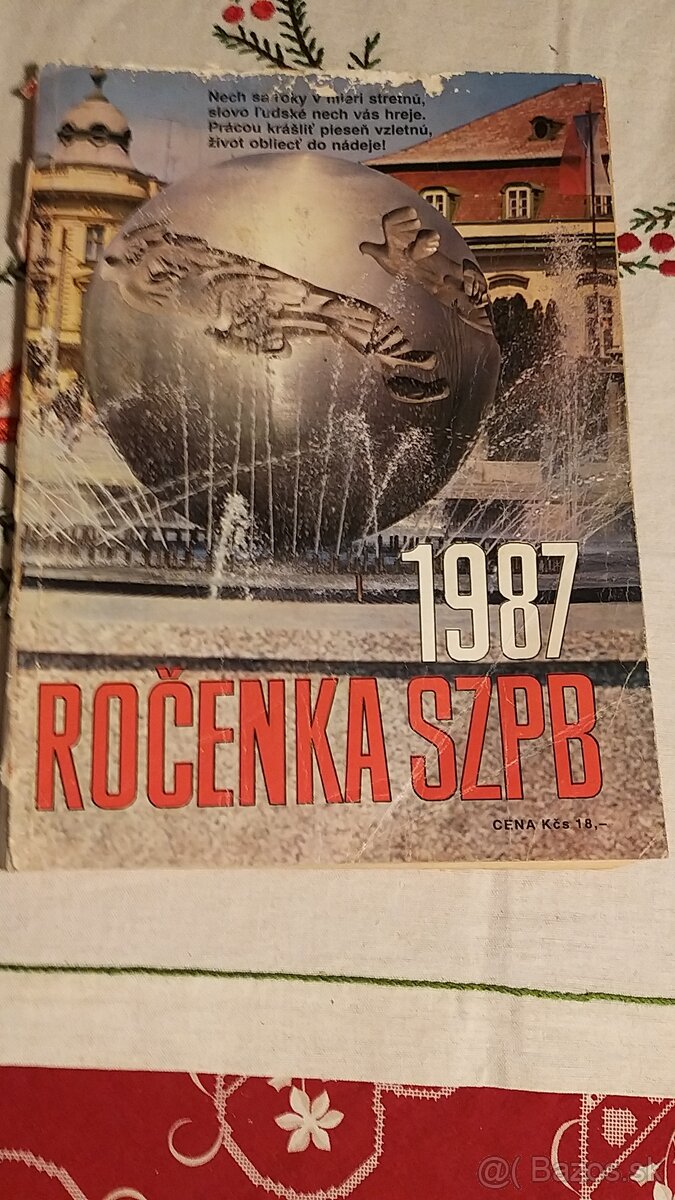 Nech sa roky v mieri stretnú,
slovo ľudské nech vás hreje.
Prácou krášliť pieseň vzletnú,
život obliecť do nádeje!
1987
ROČENKA SZPB
CENA Kčs 18,–
@( Bazos.sk